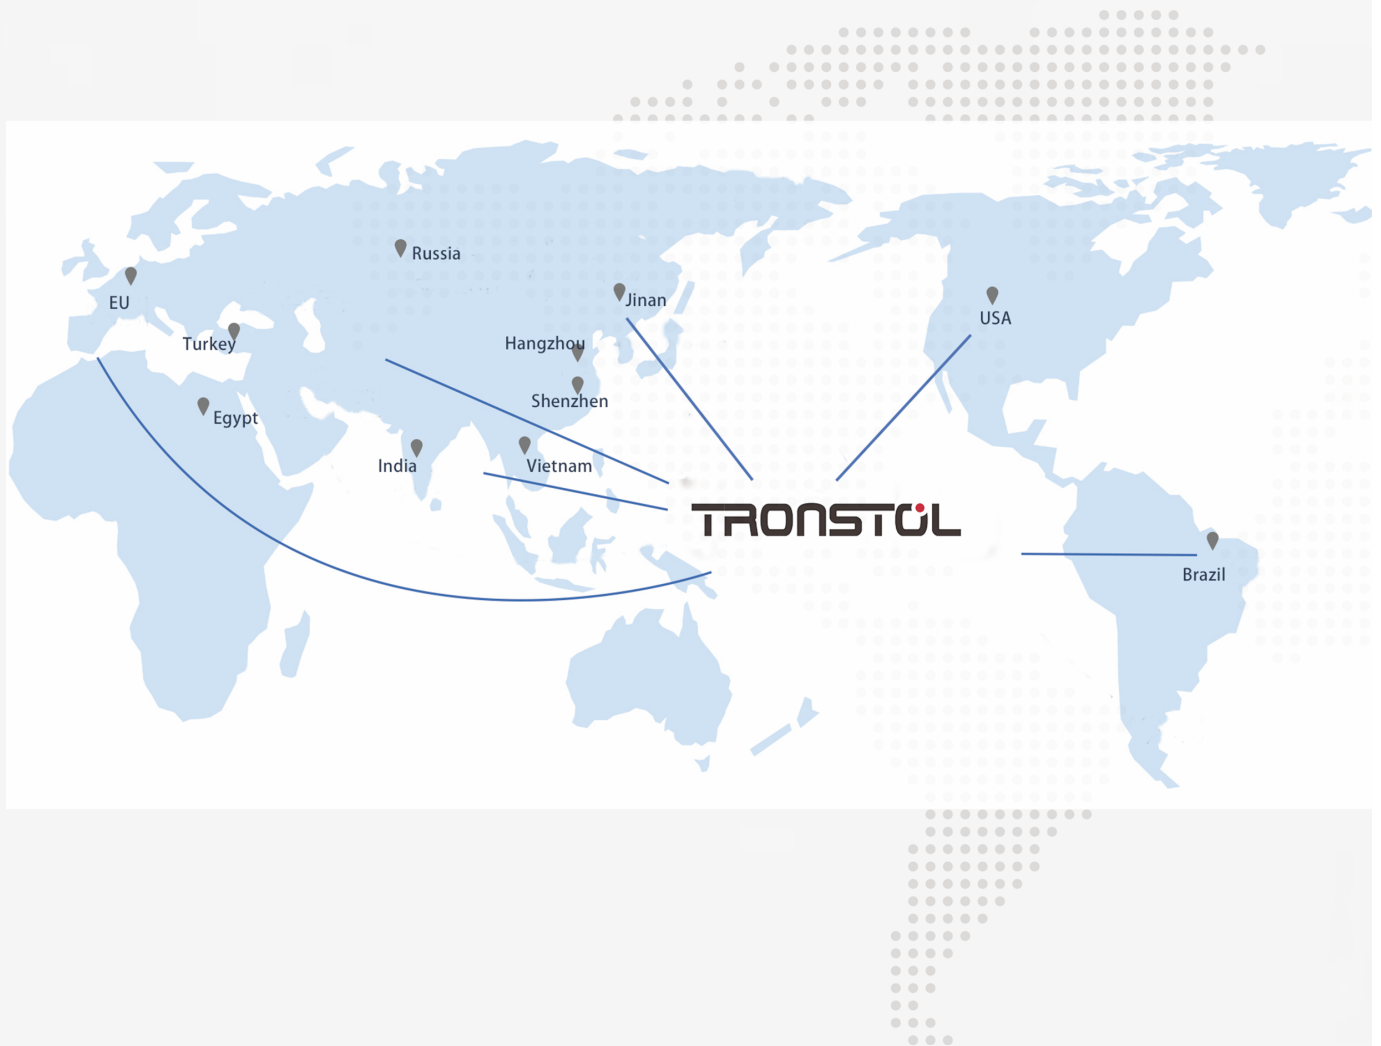 Russia
EU
Jinan
USA
Turkey
Hangzhou
Shenzhen
Egypt
India
Vietnam
TRONSTOL
Brazil